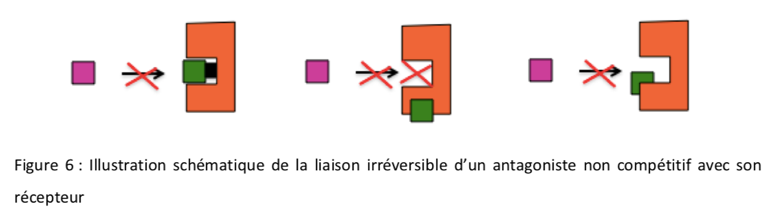 Figure 6 : Illustration schématique de la liaison irréversible d’un antagoniste non compétitif avec son
récepteur